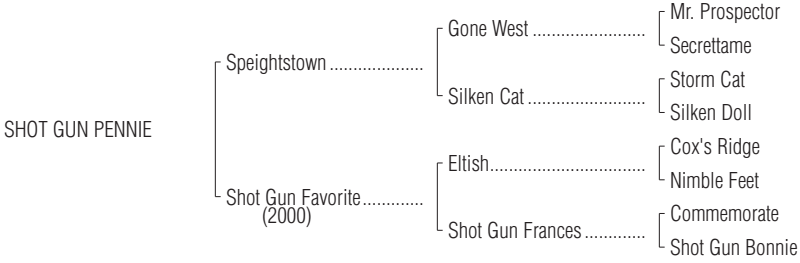 Mr. Prospector
Gone West ........................
Secrettame
Speightstown ....................
Storm Cat
Silken Cat .........................
Silken Doll
SHOT GUN PENNIE
Cox's Ridge
Eltish.................................
Nimble Feet
Shot Gun Favorite.............
(2000)
Commemorate
Shot Gun Frances .............
Shot Gun Bonnie